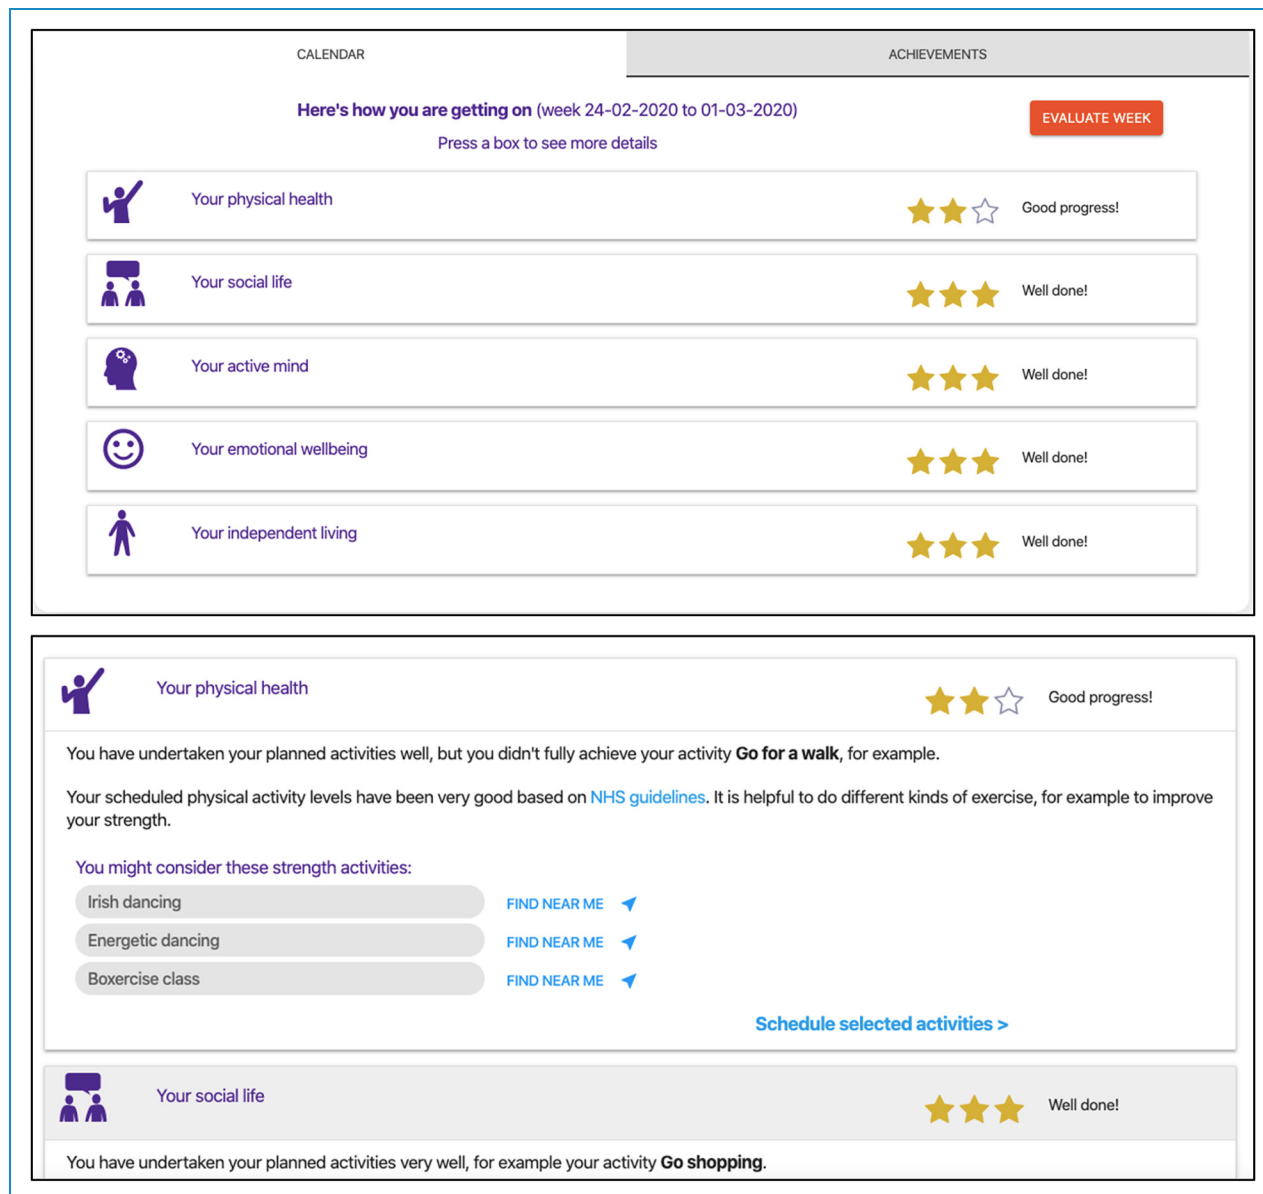 CALENDAR
ACHIEVEMENTS
Here's how you are getting on (week 24-02-2020 to 01-03-2020)
EVALUATE WEEK
Press a box to see more details
Your physical health
Good progress!
Your social life
Well done!
Your active mind
Well done!
Your emotional wellbeing
Well done!
Your independent living
Well done!
Your physical health
Good progress!
You have undertaken your planned activities well, but you didn't fully achieve your activity Go for a walk, for example.
Your scheduled physical activity levels have been very good based on NHS guidelines. It is helpful to do different kinds of exercise, for example to improve
your strength.
You might consider these strength activities:
Irish dancing
FIND NEAR ME
Energetic dancing
FIND NEAR ME
Boxercise class
FIND NEAR ME
Schedule selected activities >
Your social life
Well done!
You have undertaken your planned activities very well, for example your activity Go shopping.